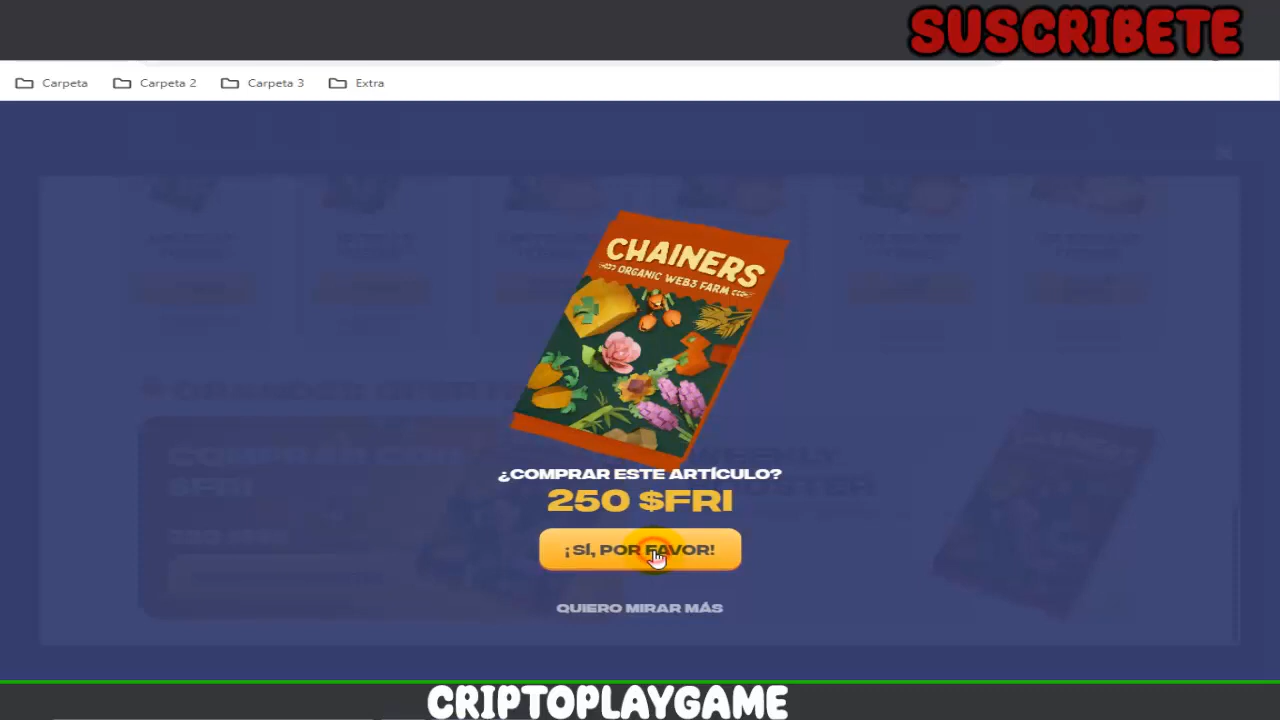 SUSCRIBETE
Carpeta
Carpeta 2
Carpeta 3
Extra
CHAINERS
ORGANIC WEB3 FARM
¿COMPRAR ESTE ARTÍCULO?
250 $FRI
¡SÍ, POR FAVOR!
QUIERO MIRAR MÁS
CRIPTOPLAYGAME